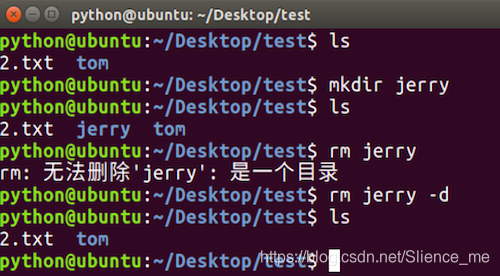 python@ubuntu: ~/Desktop/test
python@ubuntu:~/Desktop/test$ ls
2.txt  tom
python@ubuntu:~/Desktop/test$ mkdir jerry
python@ubuntu:~/Desktop/test$ ls
2.txt  jerry  tom
python@ubuntu:~/Desktop/test$ rm jerry
rm: 无法删除'jerry': 是一个目录
python@ubuntu:~/Desktop/test$ rm jerry -d
python@ubuntu:~/Desktop/test$ ls
2.txt  tom
python@ubuntu:~/Desktop/test$
https://blog.csdn.net/Slience_me